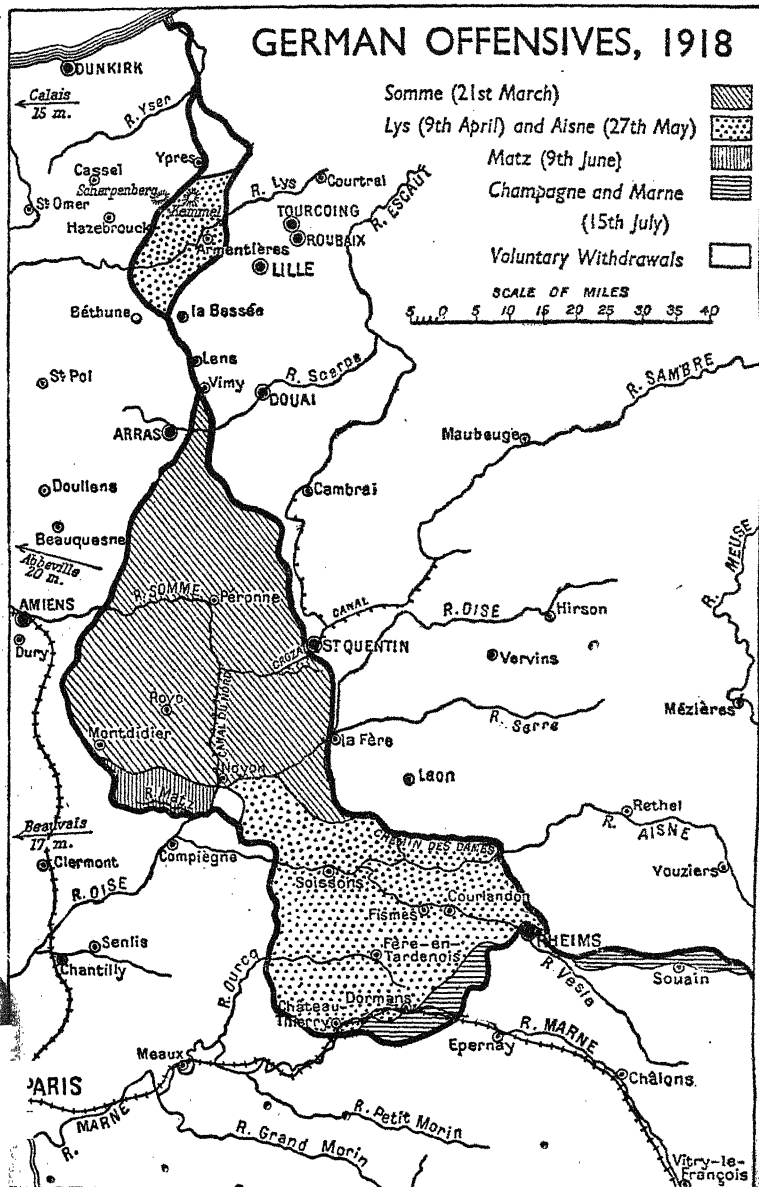 GERMAN OFFENSIVES, 1918
Somme (21st March)
Lys (9th April) and Aisne (27th May)
Matz (9th June)
Champagne and Marne
(15th July)
Voluntary Withdrawals
SCALE OF MILES
5 0 5 10 15 20 25 30 35 40
DUNKIRK
Calais
15 m.
R. Yser
Ypres
Cassel
Scherpenberg
St Omer
Kemmel
Hazebrouck
R. Lys
Courtrai
TOURCOING
ROUBAIX
R. ESCAUT
Armentières
LILLE
Béthune
la Bassée
Lens
St Pol
Vimy
R. Scarpe
DOUAI
ARRAS
R. SAMBRE
Maubeuge
Doullens
Cambrai
Beauquesne
Abbeville
20 m.
R. MEUSE
AMIENS
R. SOMME
Péronne
CANAL
R. OISE
Hirson
Dury
ST QUENTIN
CROZAT
Vervins
Roye
CANAL DU NORD
Mézières
Montdidier
la Fère
R. Serre
Noyon
Laon
R. Matz
Rethel
R. AISNE
Beauvais
17 m.
CHEMIN DES DAMES
Clermont
Compiègne
Vouziers
Soissons
Courlandon
R. OISE
Fismes
RHEIMS
Senlis
Fère-en-
Tardenois
Chantilly
R. Ourcq
R. Vesle
Souain
Dormans
Château-
Thierry
R. MARNE
Epernay
Meaux
Châlons
PARIS
R. MARNE
R. Petit Morin
R. Grand Morin
Vitry-le-
François